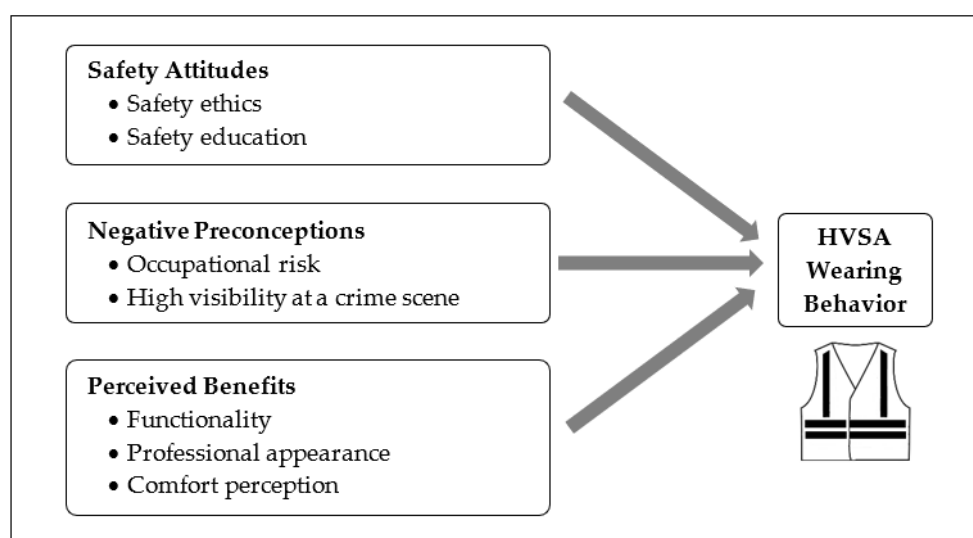 Safety Attitudes
• Safety ethics
• Safety education
Negative Preconceptions
• Occupational risk
• High visibility at a crime scene
Perceived Benefits
• Functionality
• Professional appearance
• Comfort perception
HVSA
Wearing
Behavior